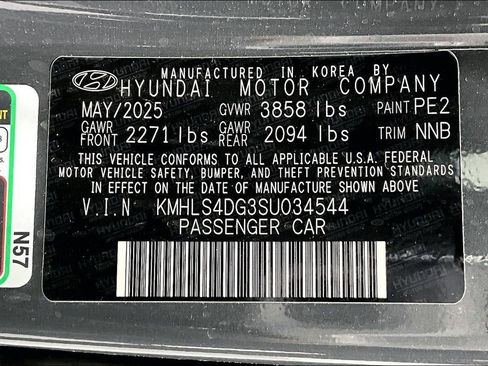 MANUFACTURED IN KOREA BY
HYUNDAI MOTOR COMPANY
MAY/2025 GVWR 3858 lbs PAINT PE2
GAWR FRONT 2271 lbs GAWR REAR 2094 lbs TRIM NNB
THIS VEHICLE CONFORMS TO ALL APPLICABLE U.S.A. FEDERAL
MOTOR VEHICLE SAFETY, BUMPER, AND THEFT PREVENTION STANDARDS
IN EFFECT ON THE DATE OF MANUFACTURE SHOWN ABOVE
V.I.N KMHLS4DG3SU034544
PASSENGER CAR
N57